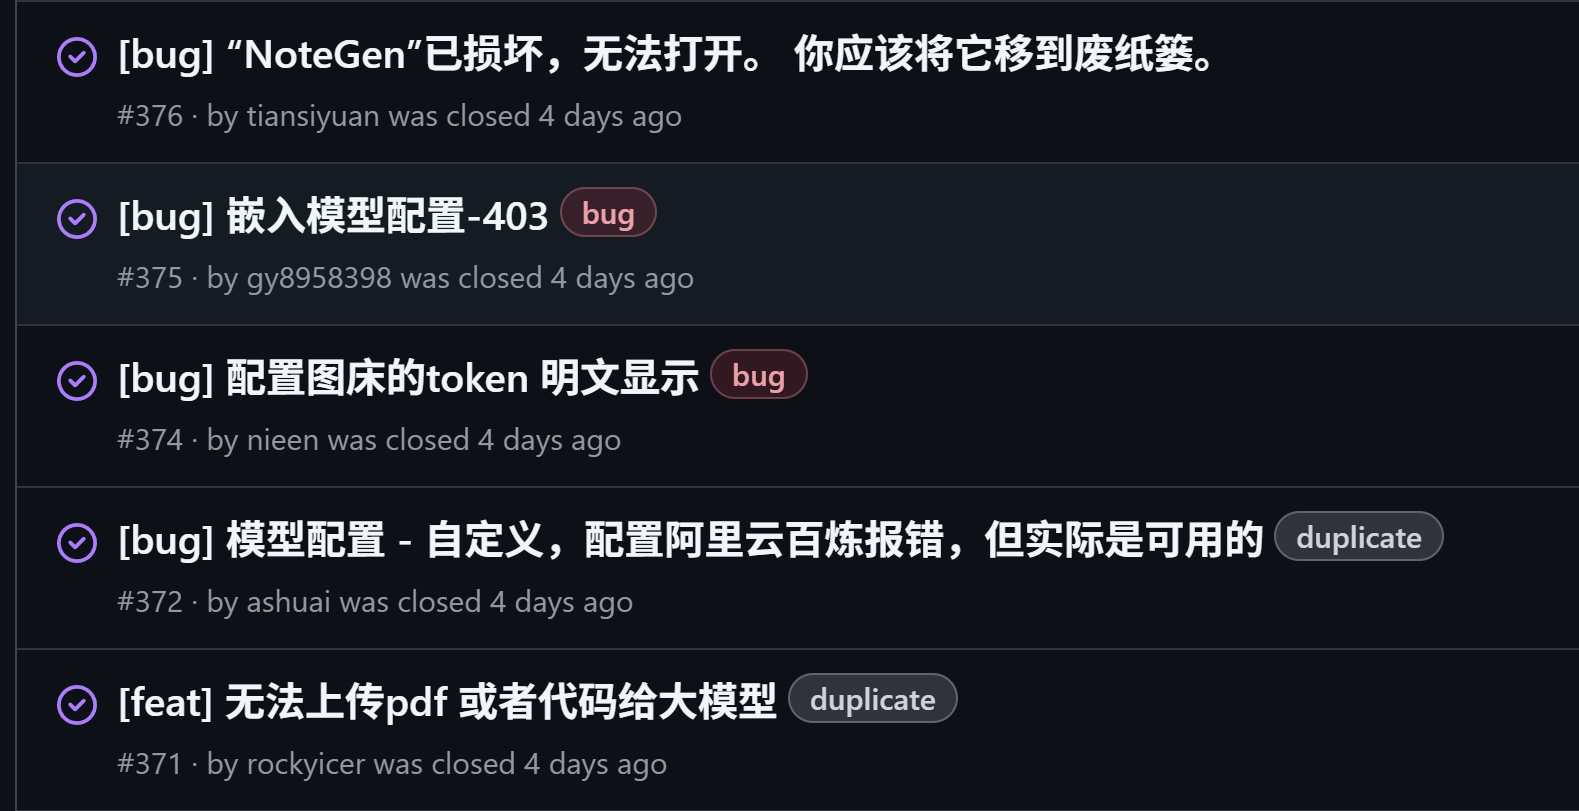 [bug] “NoteGen”已损坏，无法打开。 你应该将它移到废纸篓。
#376 · by tiansiyuan was closed 4 days ago
[bug] 嵌入模型配置-403 bug
#375 · by gy8958398 was closed 4 days ago
[bug] 配置图床的token 明文显示 bug
#374 · by nieen was closed 4 days ago
[bug] 模型配置 - 自定义，配置阿里云百炼报错，但实际是可用的 duplicate
#372 · by ashuai was closed 4 days ago
[feat] 无法上传pdf 或者代码给大模型 duplicate
#371 · by rockyicer was closed 4 days ago